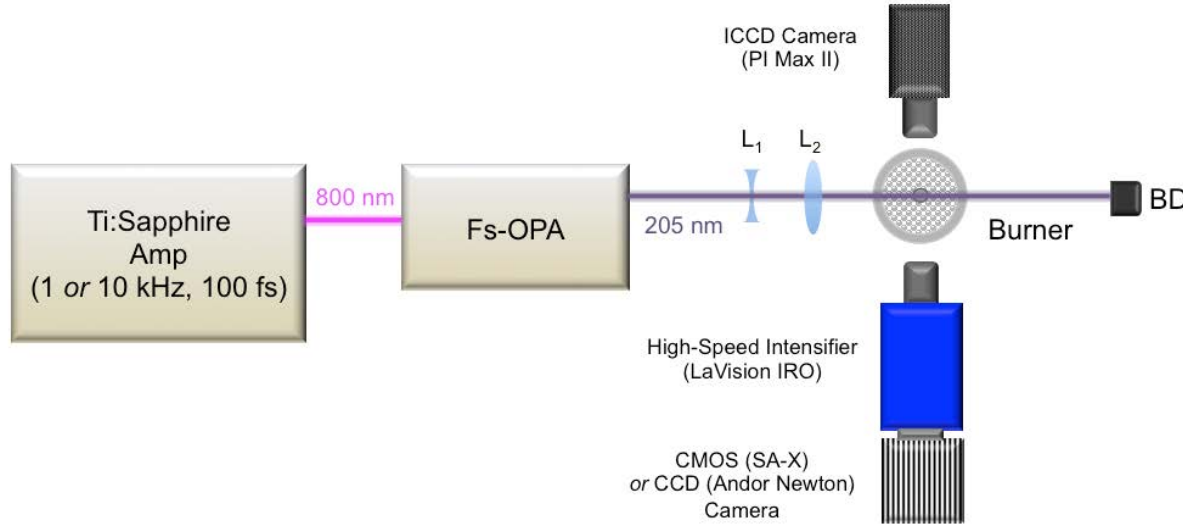 ICCD Camera
(PI Max II)
L1
L2
800 nm
Ti:Sapphire
Amp
(1 or 10 kHz, 100 fs)
Fs-OPA
205 nm
Burner
BD
High-Speed Intensifier
(LaVision IRO)
CMOS (SA-X)
or CCD (Andor Newton)
Camera